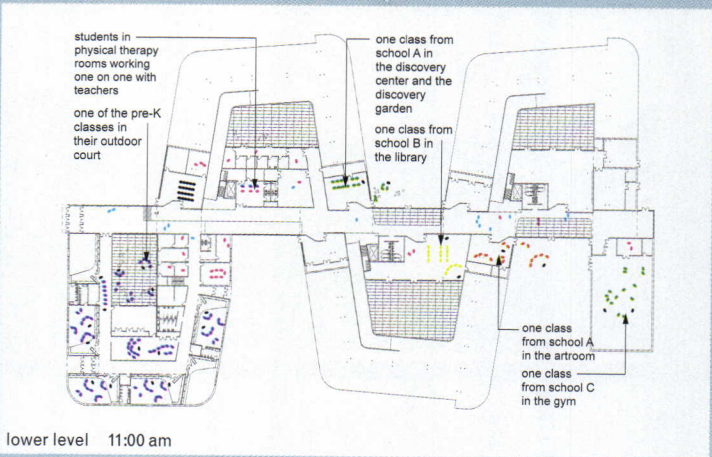 students in
physical therapy
rooms working
one on one with
teachers
one of the pre-K
classes in
their outdoor
court
one class from
school A in
the discovery
center and the
discovery
garden
one class from
school B in
the library
one class
from school A
in the artroom
one class
from school C
in the gym
lower level 11:00 am